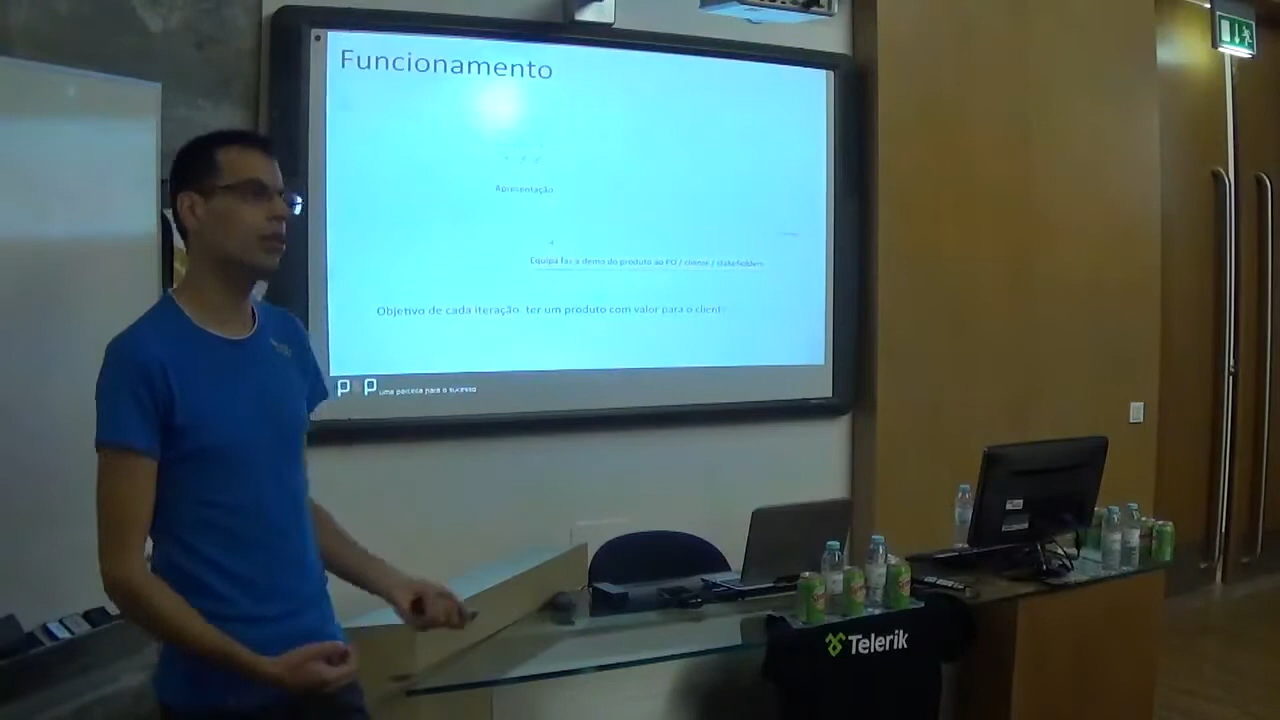 Funcionamento
Apresentação
Equipa faz a demo do produto ao PO / cliente / stakeholders
Objetivo de cada iteração ter um produto com valor para o client
uma parceria para o sucesso
Telerik